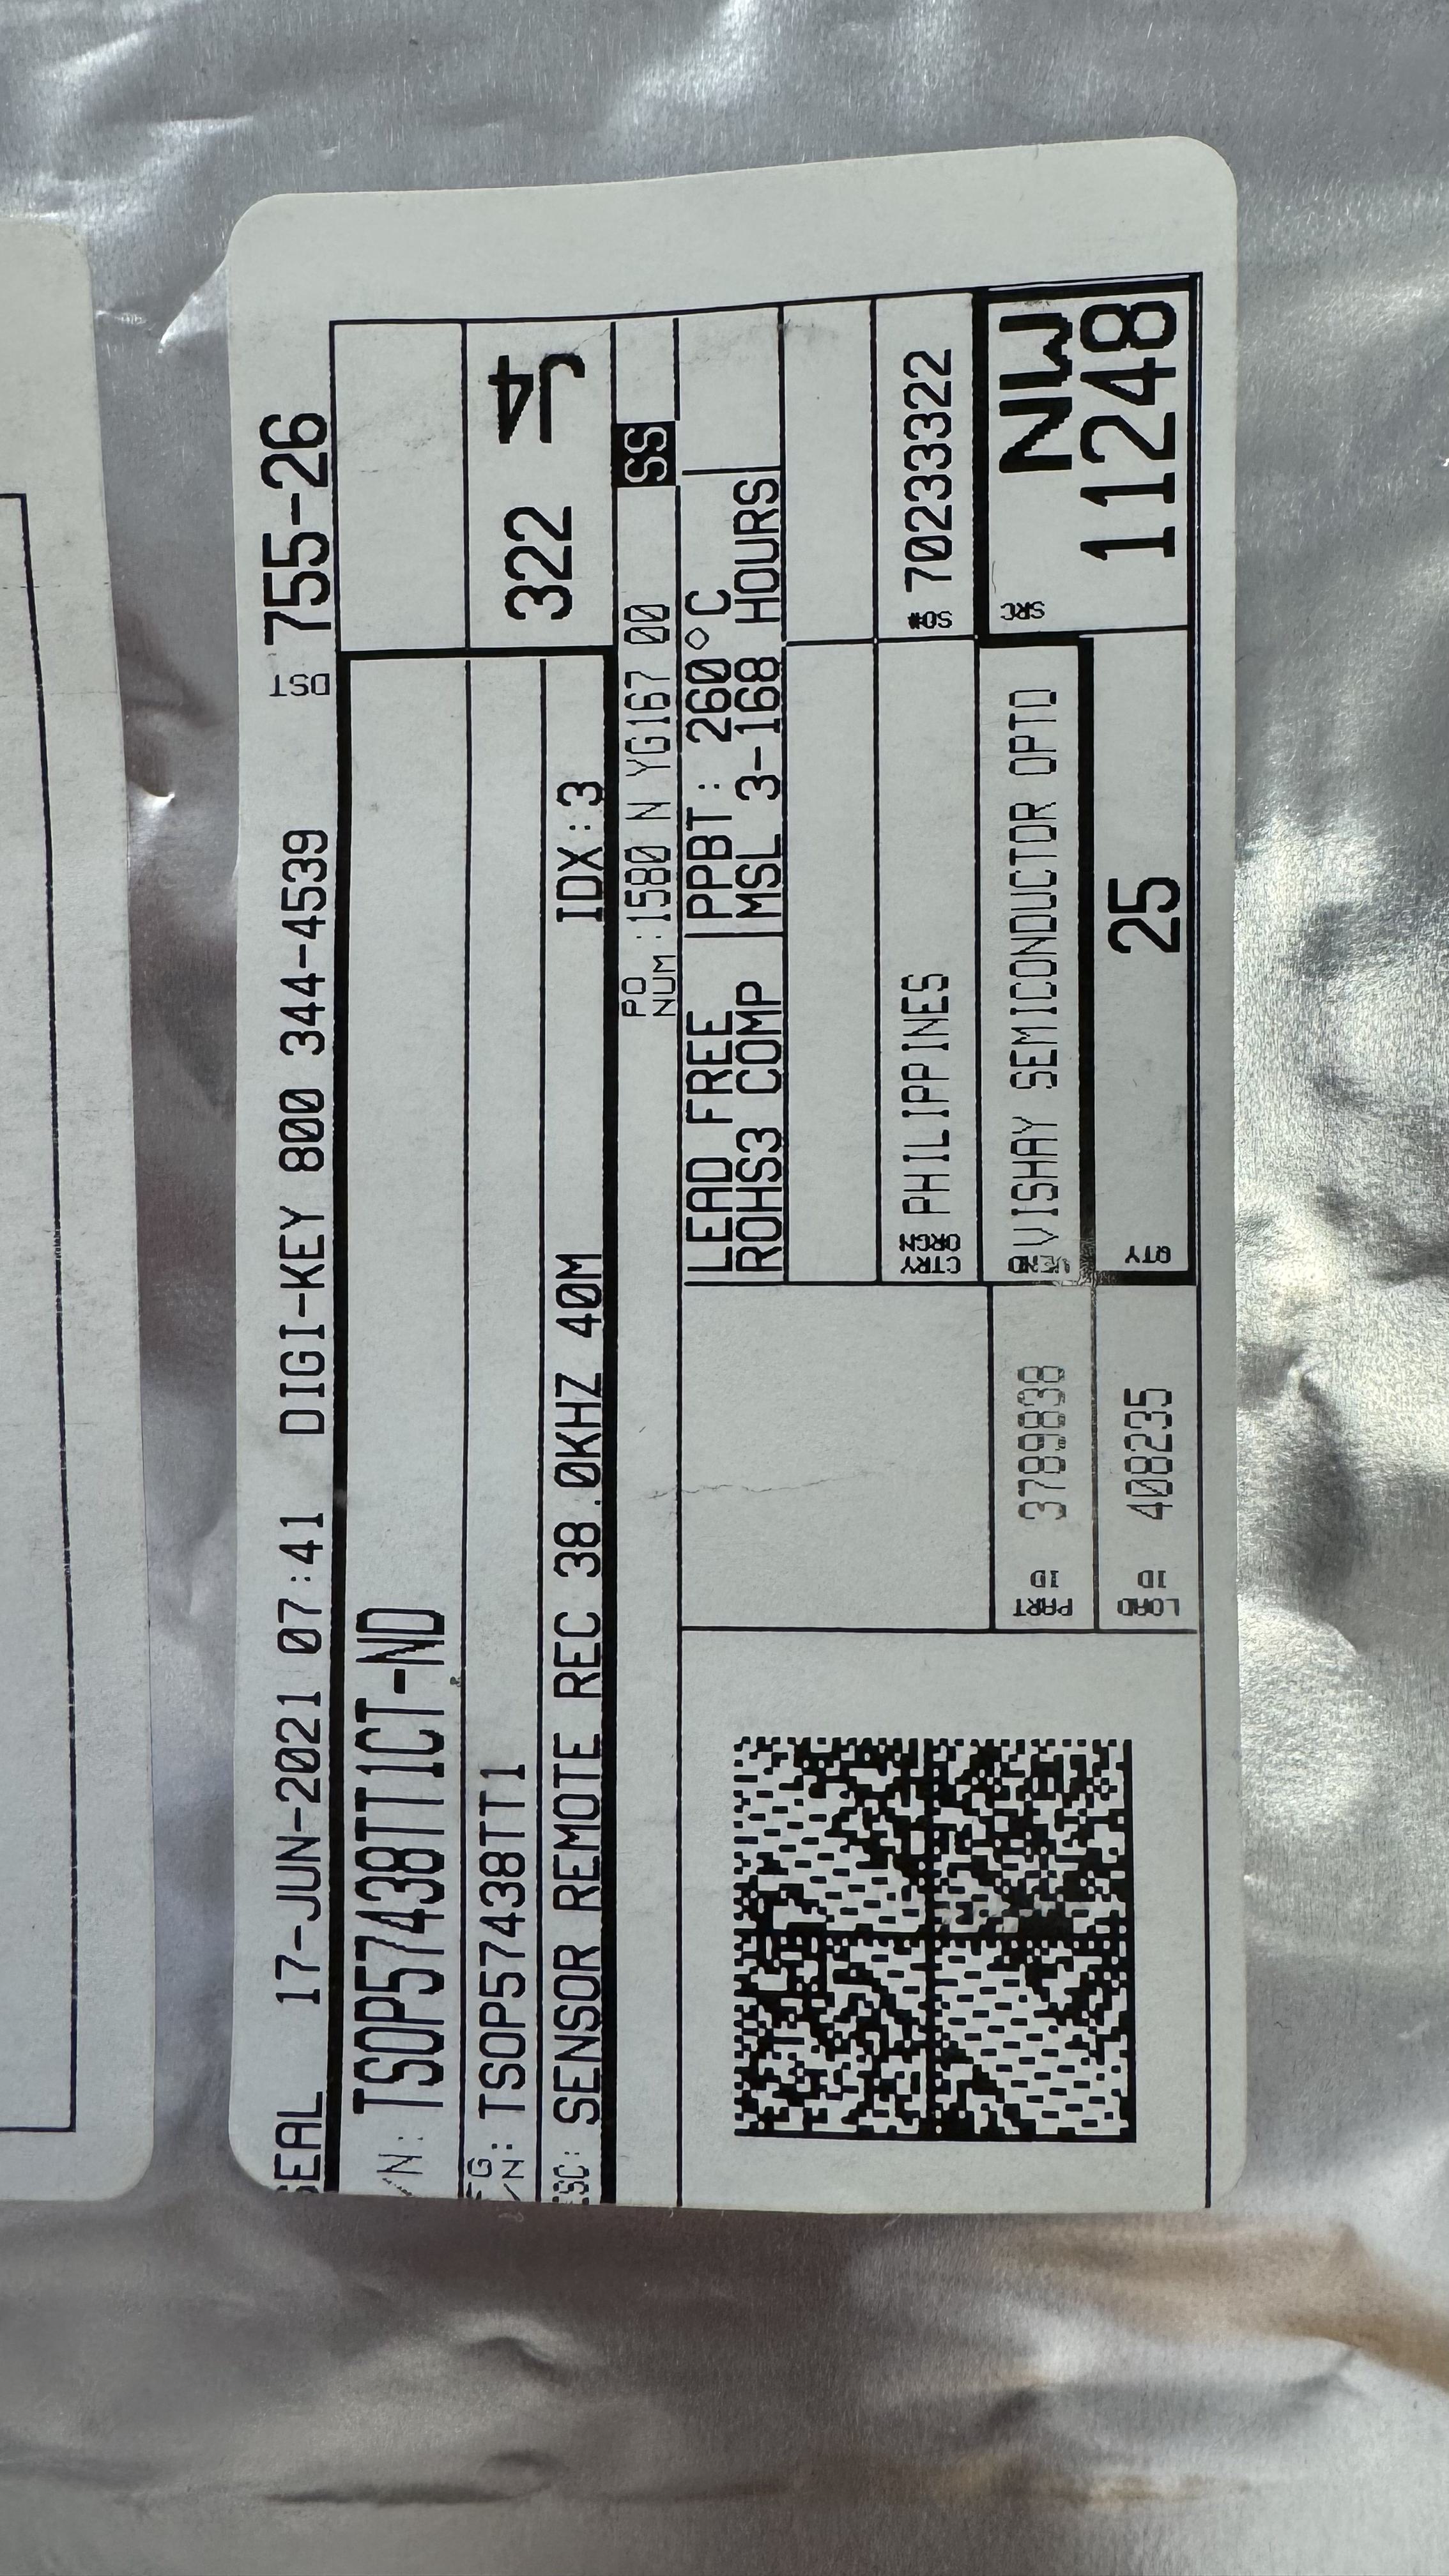 SEAL 17-JUN-2021 07:41 DIGI-KEY 800 344-4539 DST 755-26
/N: TSOP57438TT1CT-ND
FG
/N: TSOP57438TT1 322 J4
ESC: SENSOR REMOTE REC 38.0KHZ 40M IDX:3
PO
NUM:1580 N YG167 00 SS
LEAD FREE PPBT: 260°C
ROHS3 COMP MSL 3-168 HOURS
CTRY
ORGN PHILIPPINES SO# 70233322
PART
ID 3789838 VEND VISHAY SEMICONDUCTOR OPTO SRC NW
LOAD
ID 408235 QTY 25 11248